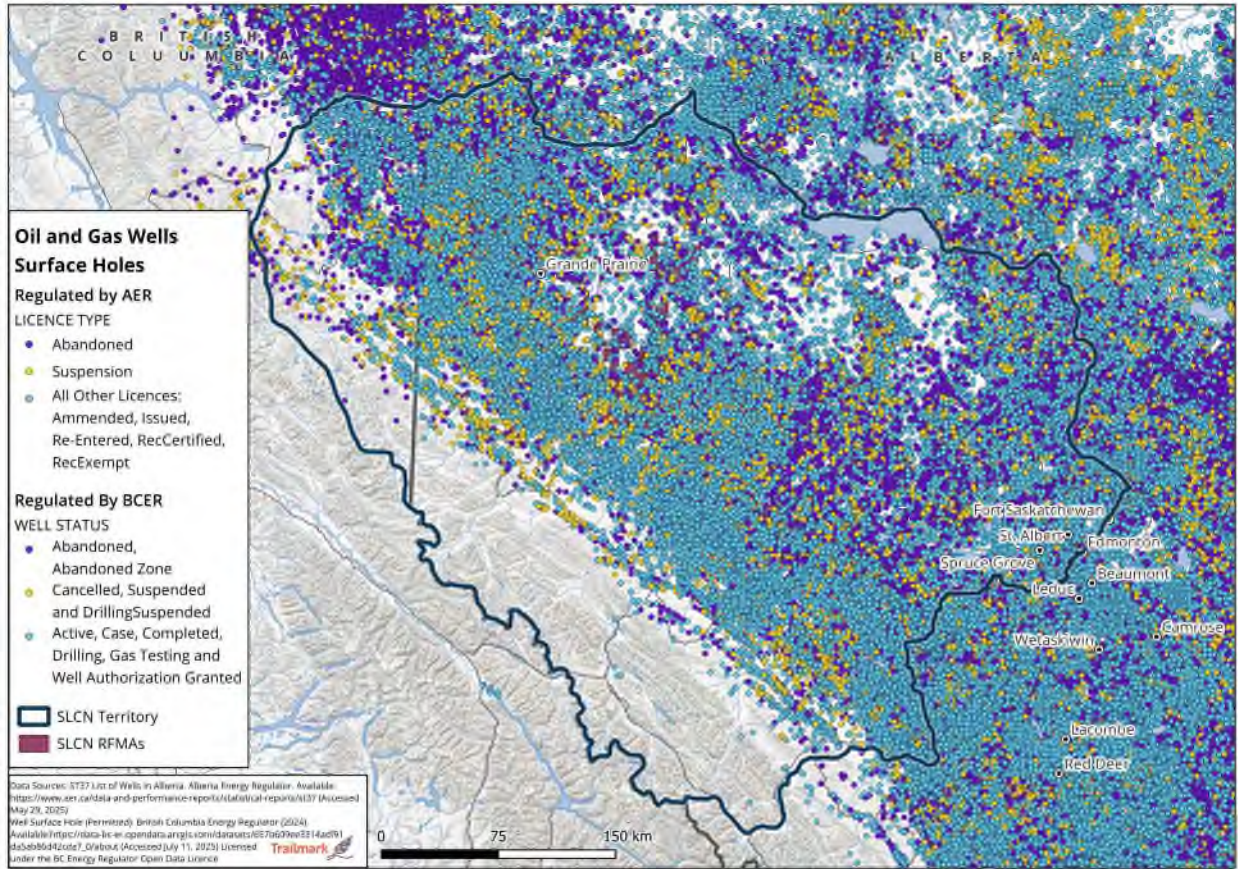 BRITISH
COLUUMBIA
ALBERTA
Grande Prairie
Fort Saskatchewan
St. Albert
Edmonton
Spruce Grove
Beaumont
Leduc
Camrose
Wetaskiwin
Lacombe
Red Deer
Oil and Gas Wells
Surface Holes
Regulated by AER
LICENCE TYPE
Abandoned
Suspension
All Other Licences:
Ammended, Issued,
Re-Entered, RecCertified,
RecExempt
Regulated By BCER
WELL STATUS
Abandoned,
Abandoned Zone
Cancelled, Suspended
and DrillingSuspended
Active, Case, Completed,
Drilling, Gas Testing and
Well Authorization Granted
SLCN Territory
SLCN RFMAs
Data Sources: ST37 List of Wells in Alberta. Alberta Energy Regulator. Available:
https://www.aer.ca/data-and-performance-reports/statistical-reports/st37 (Accessed
May 29, 2025)
Well Surface Hole (Permitted). British Columbia Energy Regulator (2024).
(Accessed July 11, 2025) Licensed
under the BC Energy Regulator Open Data Licence
Trailmark
0 75 150 km